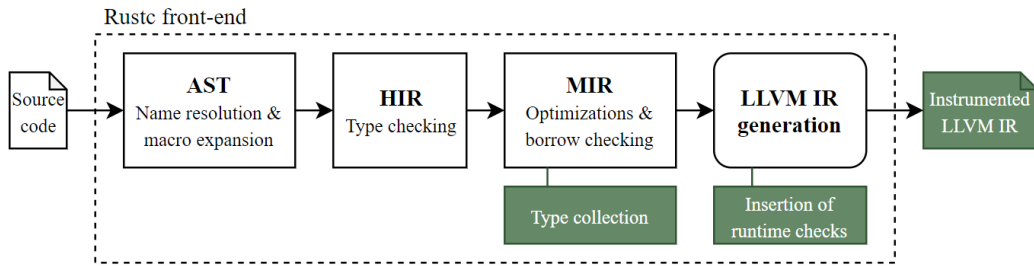 Rustc front-end
Source
code
AST
Name resolution &
macro expansion
HIR
Type checking
MIR
Optimizations &
borrow checking
LLVM IR
generation
Instrumented
LLVM IR
Type collection
Insertion of
runtime checks